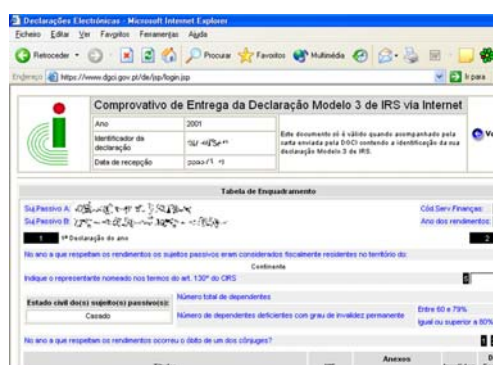 Declarações Electrónicas - Microsoft Internet Explorer
Ficheiro Editar Ver Favoritos Ferramentas Ajuda
Retroceder Procurar Favoritos Multimédia
Endereço https://www.dgci.gov.pt/de/jsp/login.jsp Ir para
Comprovativo de Entrega da Declaração Modelo 3 de IRS via Internet
Ano 2001
Identificador da declaração
Data de recepção
Este documento só é válido quando acompanhado pela
carta enviada pela DGCI contendo a identificação da sua
declaração Modelo 3 de IRS.
Tabela de Enquadramento
Suj.Passivo A: Cód.Serv.Finanças:
Suj.Passivo B: Ano dos rendimentos:
1 1ª Declaração do ano 2
No ano a que respeitam os rendimentos os sujeitos passivos eram considerados fiscalmente residentes no território do:
Continente
Indique o representante nomeado nos termos do art. 130º do CIRS
Estado civil do(s) sujeito(s) passivo(s):
Casado
Número total de dependentes
Número de dependentes deficientes com grau de invalidez permanente
Entre 60 e 79%
Igual ou superior a 80%
No ano a que respeitam os rendimentos ocorreu o óbito de um dos cônjuges?
Anexos